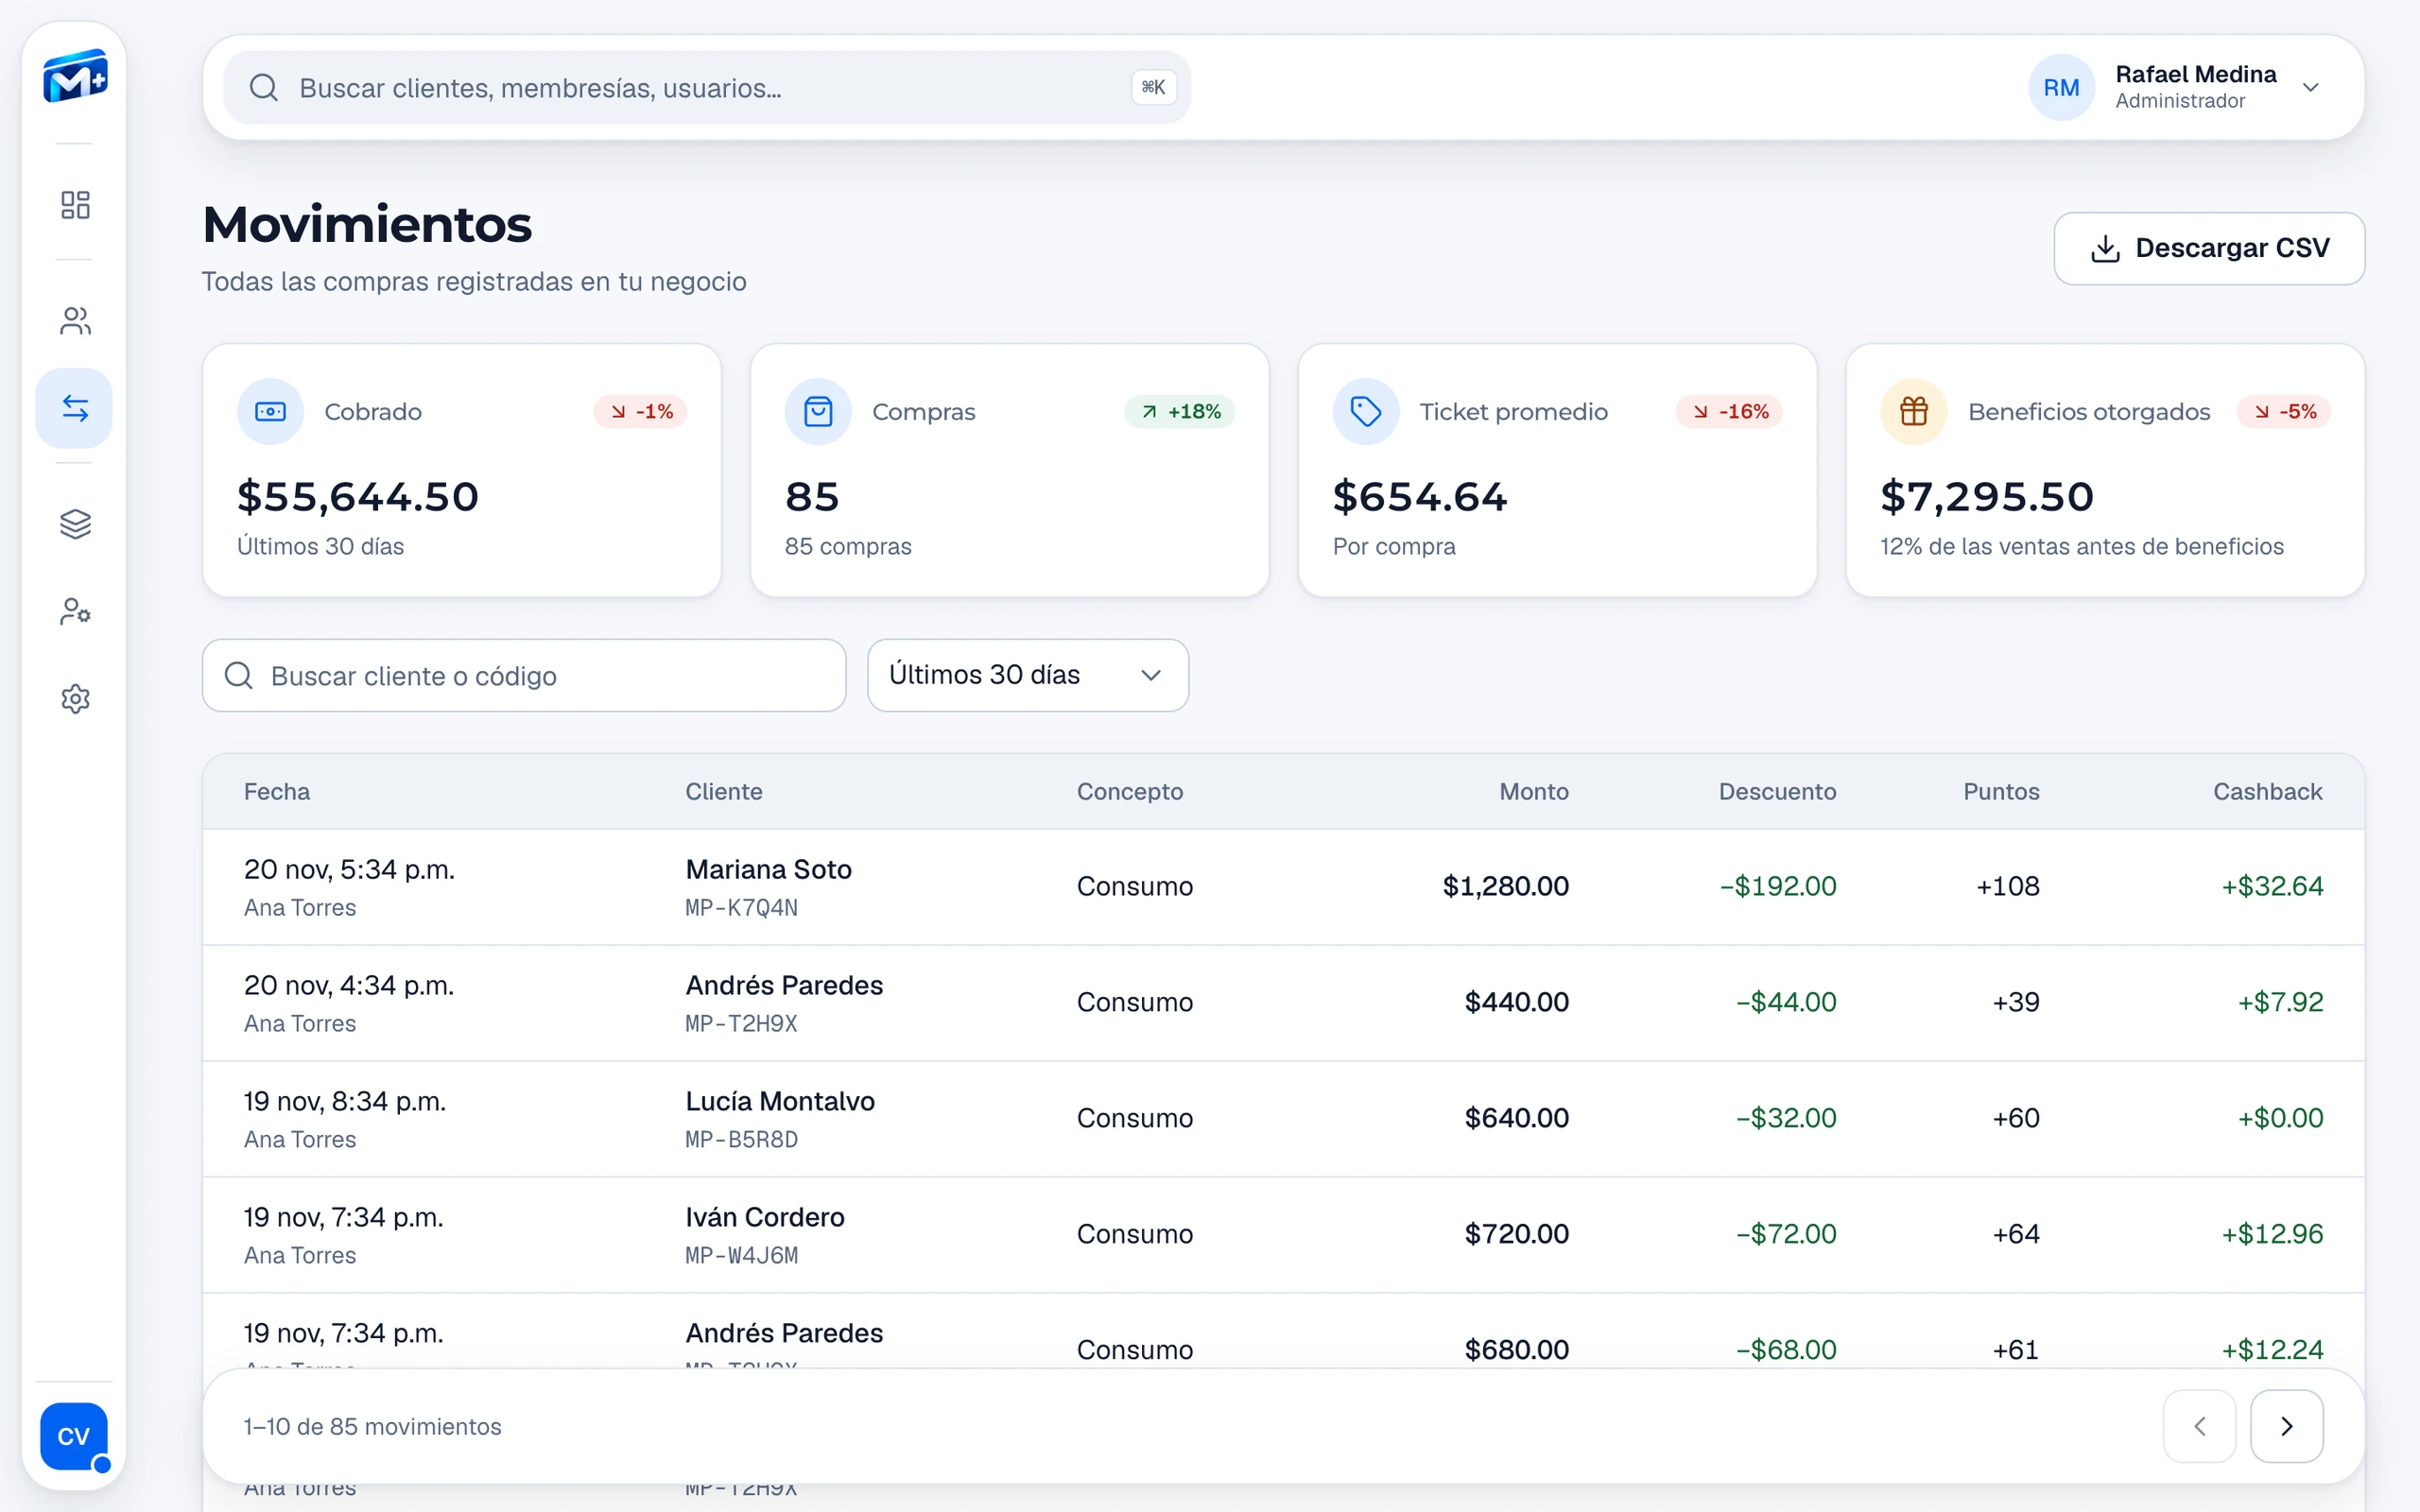 M+
Buscar clientes, membresías, usuarios...
⌘K
RM
Rafael Medina
Administrador
Movimientos
Todas las compras registradas en tu negocio
Descargar CSV
Cobrado
-1%
$55,644.50
Últimos 30 días
Compras
+18%
85
85 compras
Ticket promedio
-16%
$654.64
Por compra
Beneficios otorgados
-5%
$7,295.50
12% de las ventas antes de beneficios
Buscar cliente o código
Últimos 30 días
Fecha Cliente Concepto Monto Descuento Puntos Cashback
20 nov, 5:34 p.m. Mariana Soto Consumo $1,280.00 −$192.00 +108 +$32.64
Ana Torres MP-K7Q4N
20 nov, 4:34 p.m. Andrés Paredes Consumo $440.00 −$44.00 +39 +$7.92
Ana Torres MP-T2H9X
19 nov, 8:34 p.m. Lucía Montalvo Consumo $640.00 −$32.00 +60 +$0.00
Ana Torres MP-B5R8D
19 nov, 7:34 p.m. Iván Cordero Consumo $720.00 −$72.00 +64 +$12.96
Ana Torres MP-W4J6M
19 nov, 7:34 p.m. Andrés Paredes Consumo $680.00 −$68.00 +61 +$12.24
Ana Torres MP-T2H9X
1–10 de 85 movimientos
Ana Torres MP-T2H9X
CV